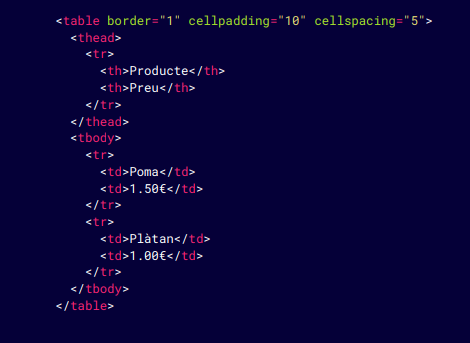 <table border="1" cellpadding="10" cellspacing="5">
<thead>
<tr>
<th>Producte</th>
<th>Preu</th>
</tr>
</thead>
<tbody>
<tr>
<td>Poma</td>
<td>1.50€</td>
</tr>
<tr>
<td>Plàtan</td>
<td>1.00€</td>
</tr>
</tbody>
</table>